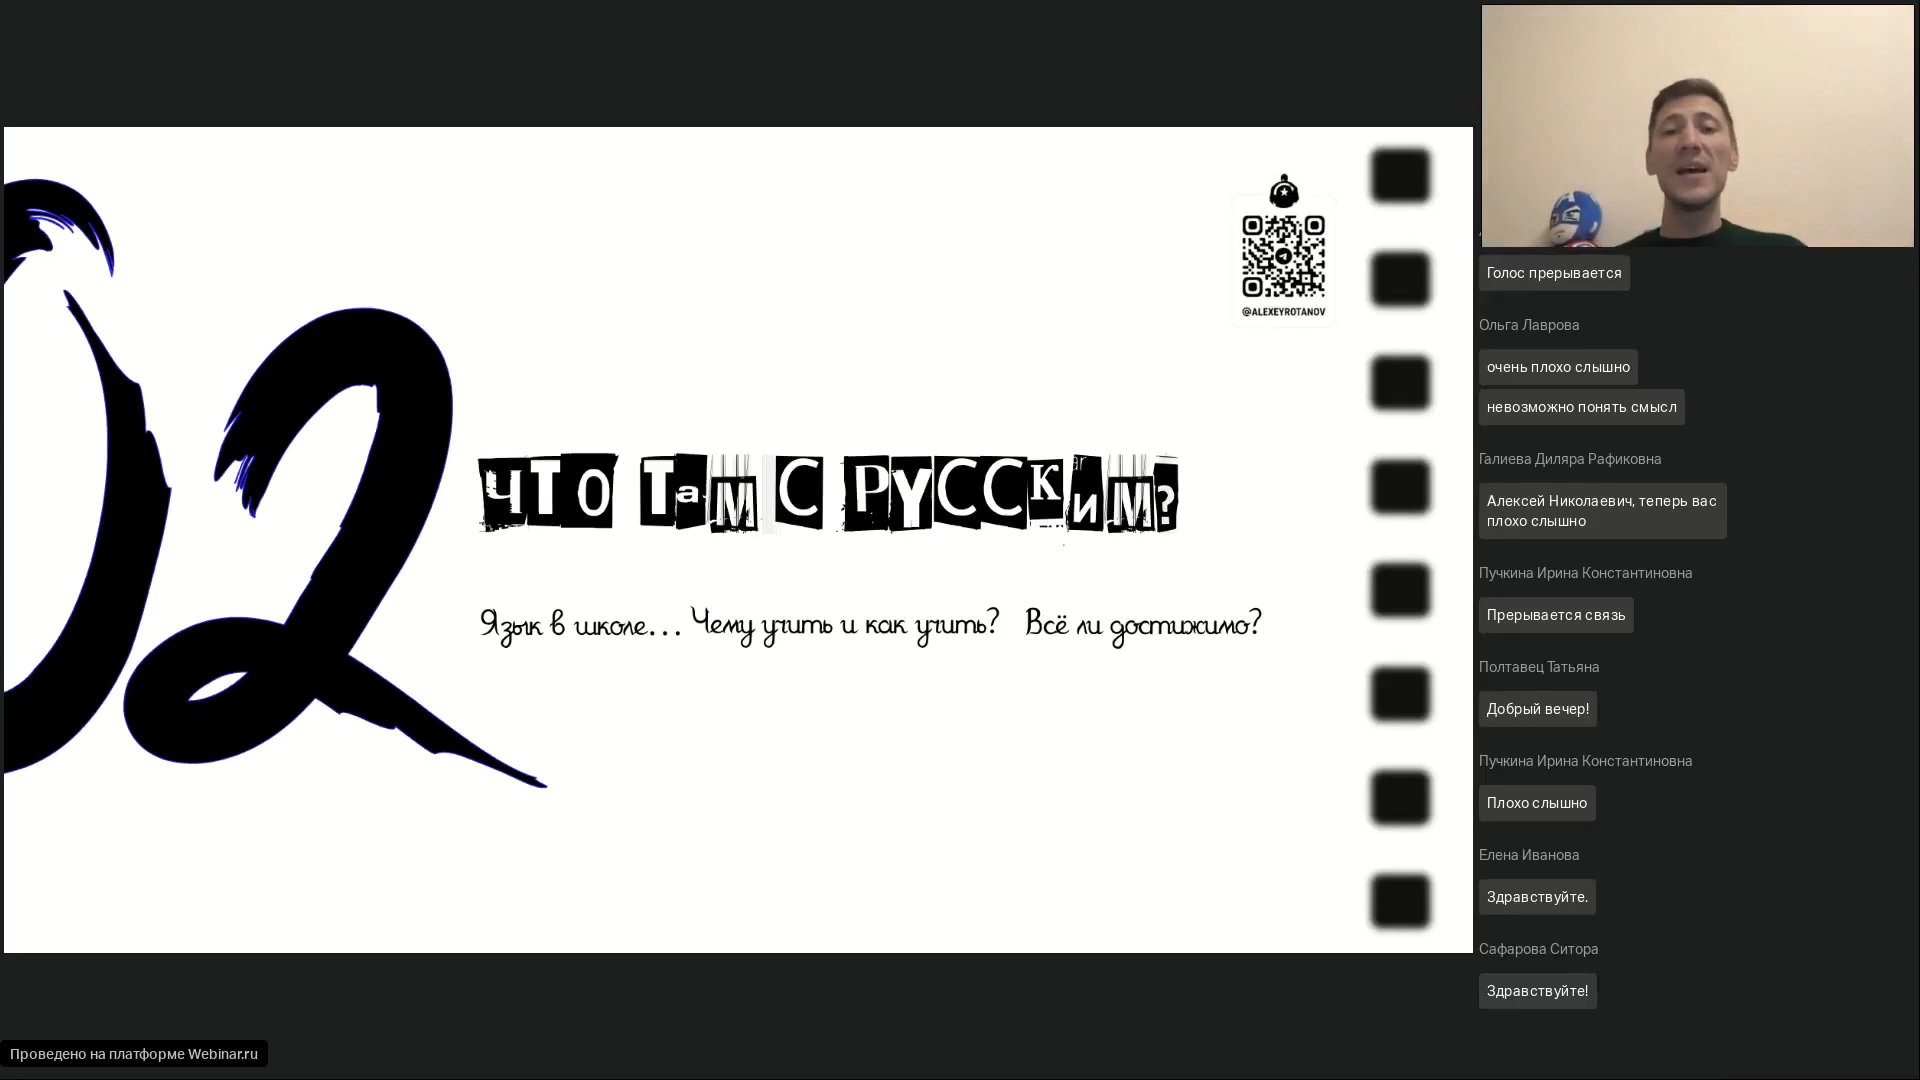 02
@ALEXEYROTANOV
Что там с русским?
Язык в школе... Чему учить и как учить? Всё ли достижимо?
Голос прерывается
Ольга Лаврова
очень плохо слышно
невозможно понять смысл
Галиева Диляра Рафиковна
Алексей Николаевич, теперь вас
плохо слышно
Пучкина Ирина Константиновна
Прерывается связь
Полтавец Татьяна
Добрый вечер!
Пучкина Ирина Константиновна
Плохо слышно
Елена Иванова
Здравствуйте.
Сафарова Ситора
Здравствуйте!
Проведено на платформе Webinar.ru